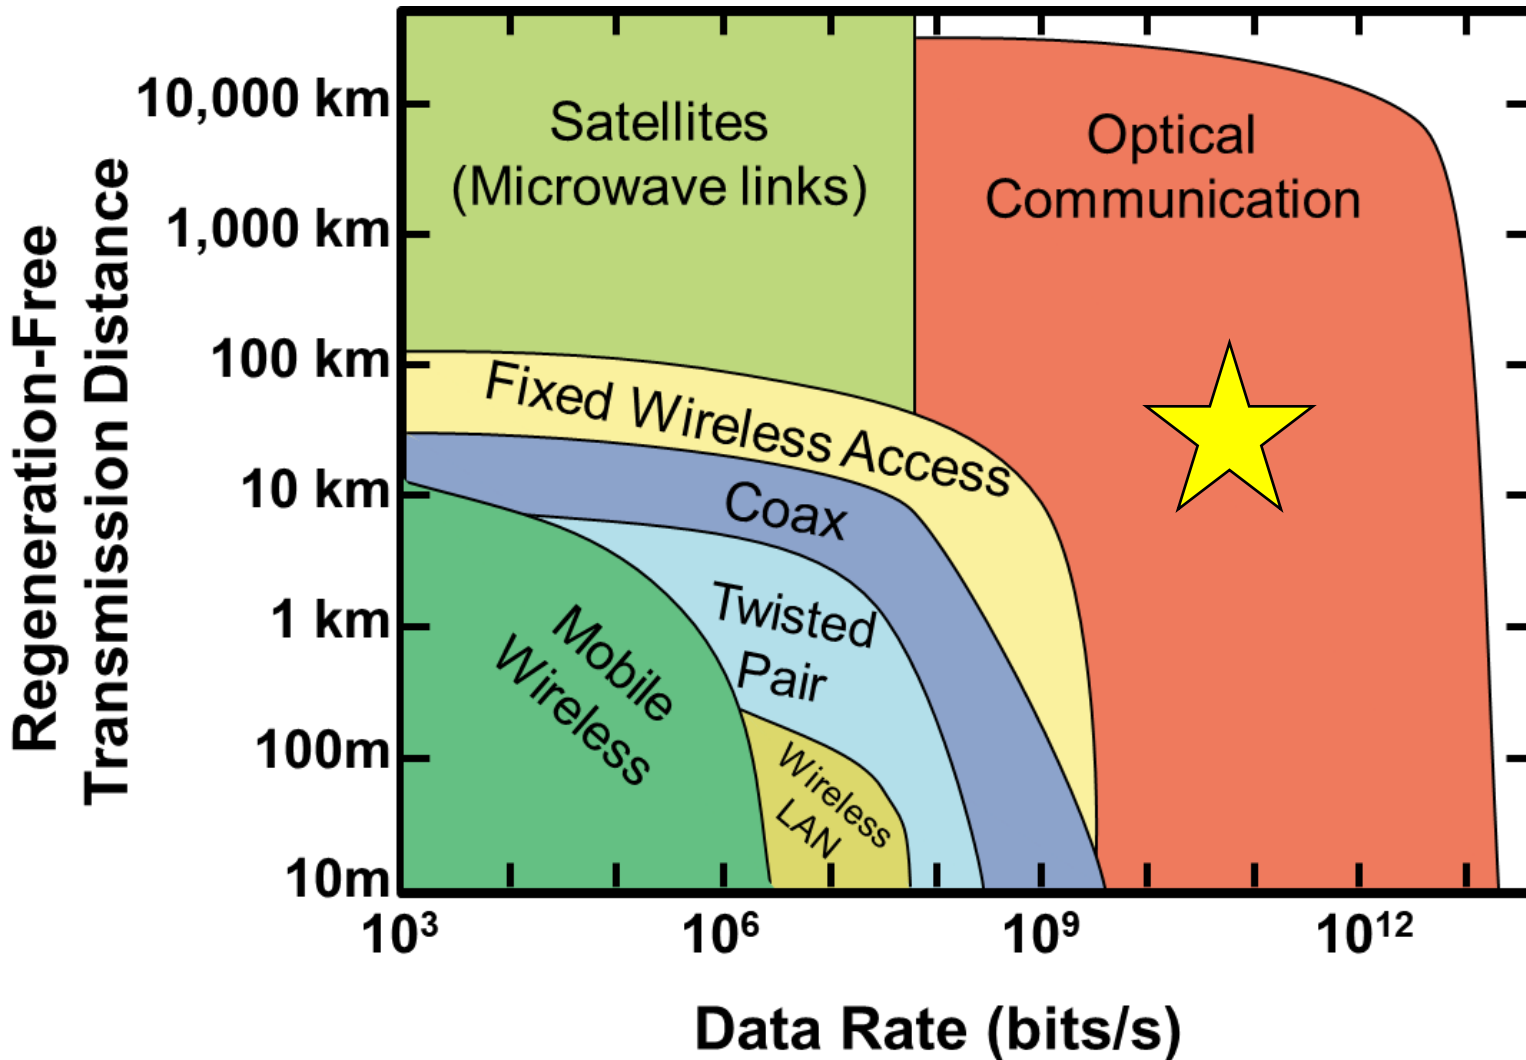 Regeneration-Free
Transmission Distance
10,000 km
1,000 km
100 km
10 km
1 km
100m
10m
Satellites
(Microwave links)
Optical
Communication
Fixed Wireless Access
Coax
Twisted
Pair
Mobile
Wireless
Wireless
LAN
10³
10⁶
10⁹
10¹²
Data Rate (bits/s)